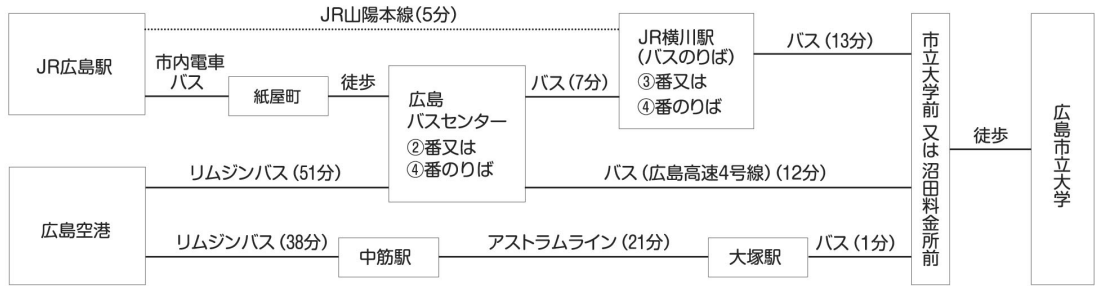 JR山陽本線(5分)
JR広島駅
市内電車
バス
紙屋町
徒歩
広島
バスセンター
②番又は
④番のりば
バス(7分)
JR横川駅
(バスのりば)
③番又は
④番のりば
バス(13分)
広島空港
リムジンバス(51分)
バス(広島高速4号線)(12分)
リムジンバス(38分)
中筋駅
アストラムライン(21分)
大塚駅
バス(1分)
市立大学前 又は 沼田料金所前
徒歩
広島市立大学